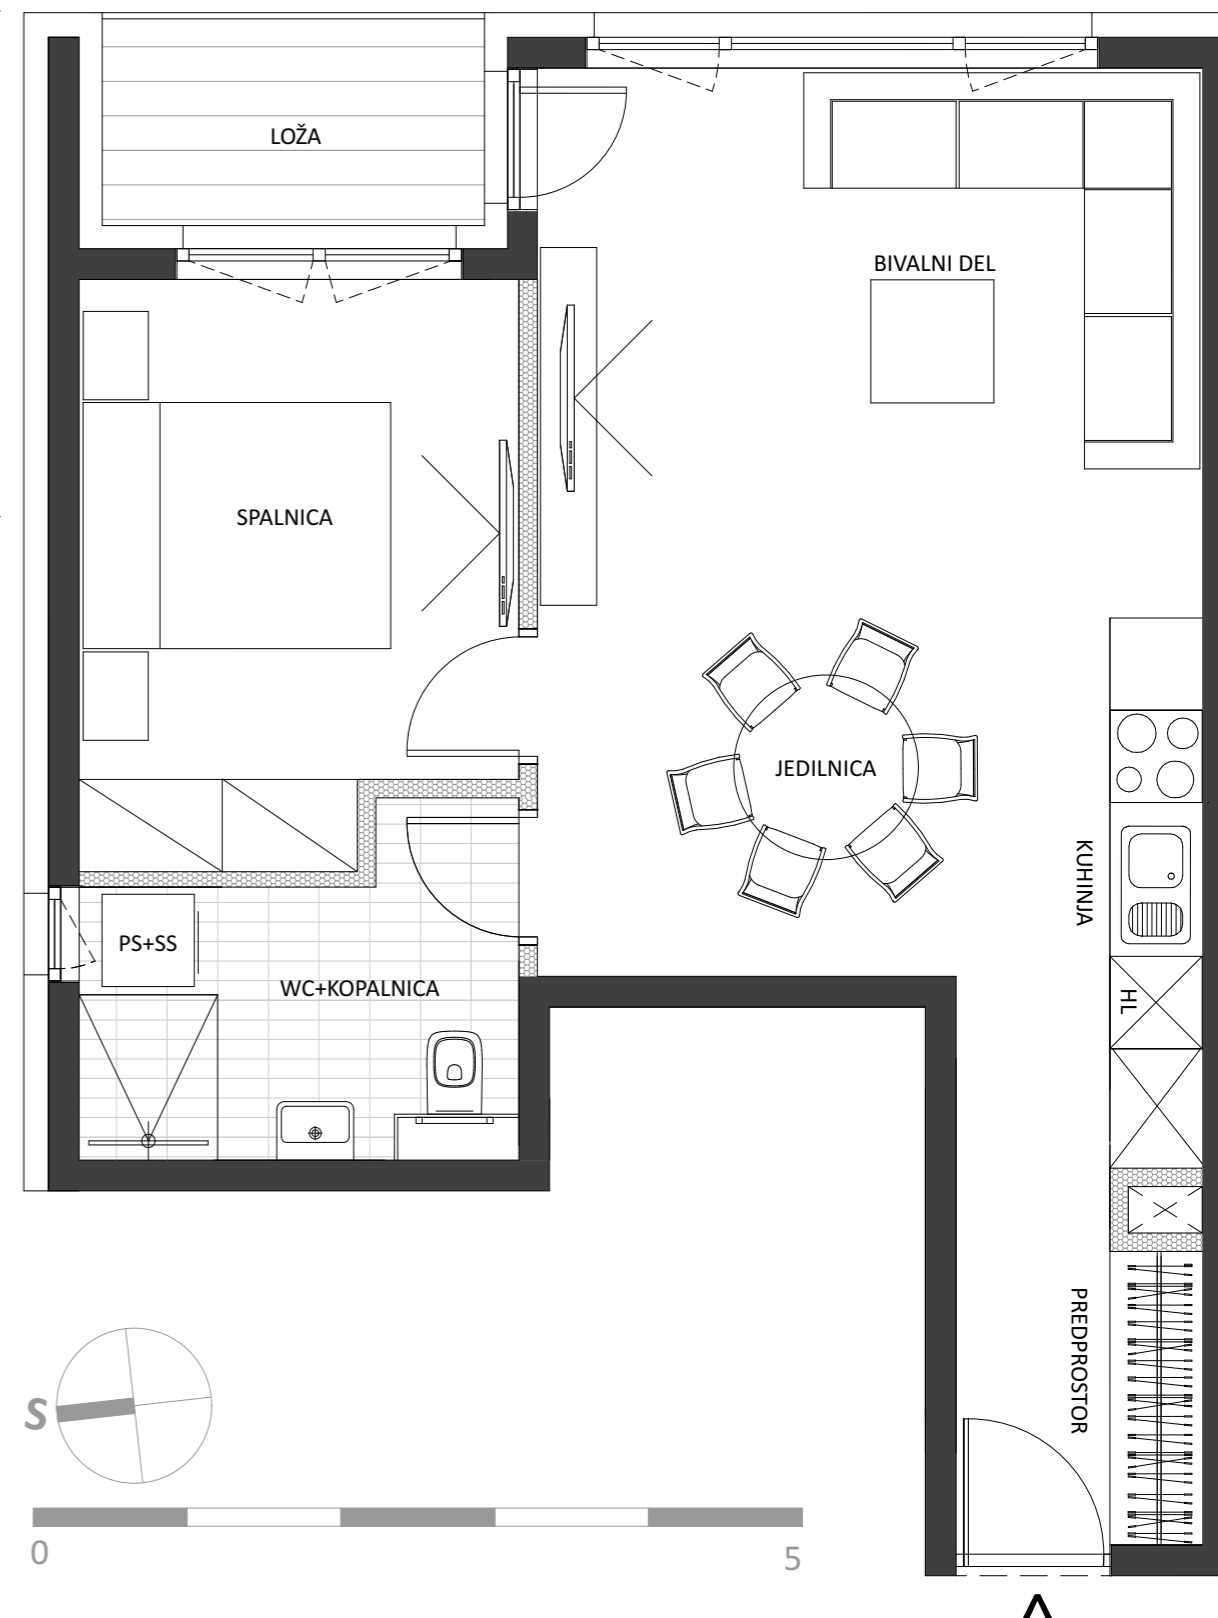 LOŽA
BIVALNI DEL
SPALNICA
JEDILNICA
KUHINJA
PS+SS
WC+KOPALNICA
HL
PREDPROSTOR
S
0
5